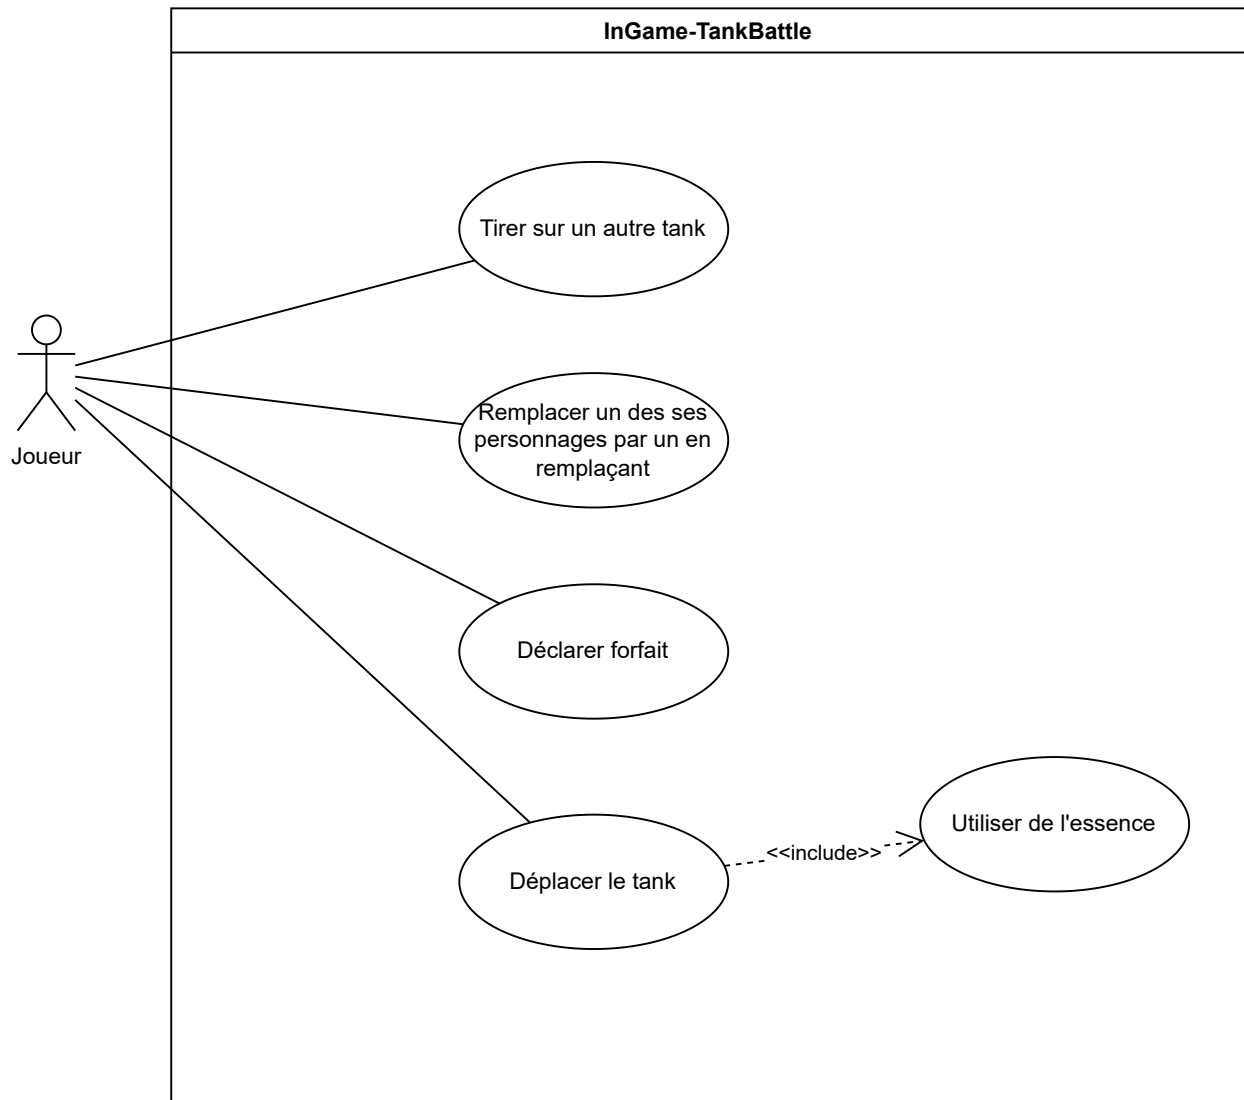 InGame-TankBattle
Tirer sur un autre tank
Joueur
Remplacer un des ses
personnages par un en
remplaçant
Déclarer forfait
Déplacer le tank
<<include>>
Utiliser de l'essence